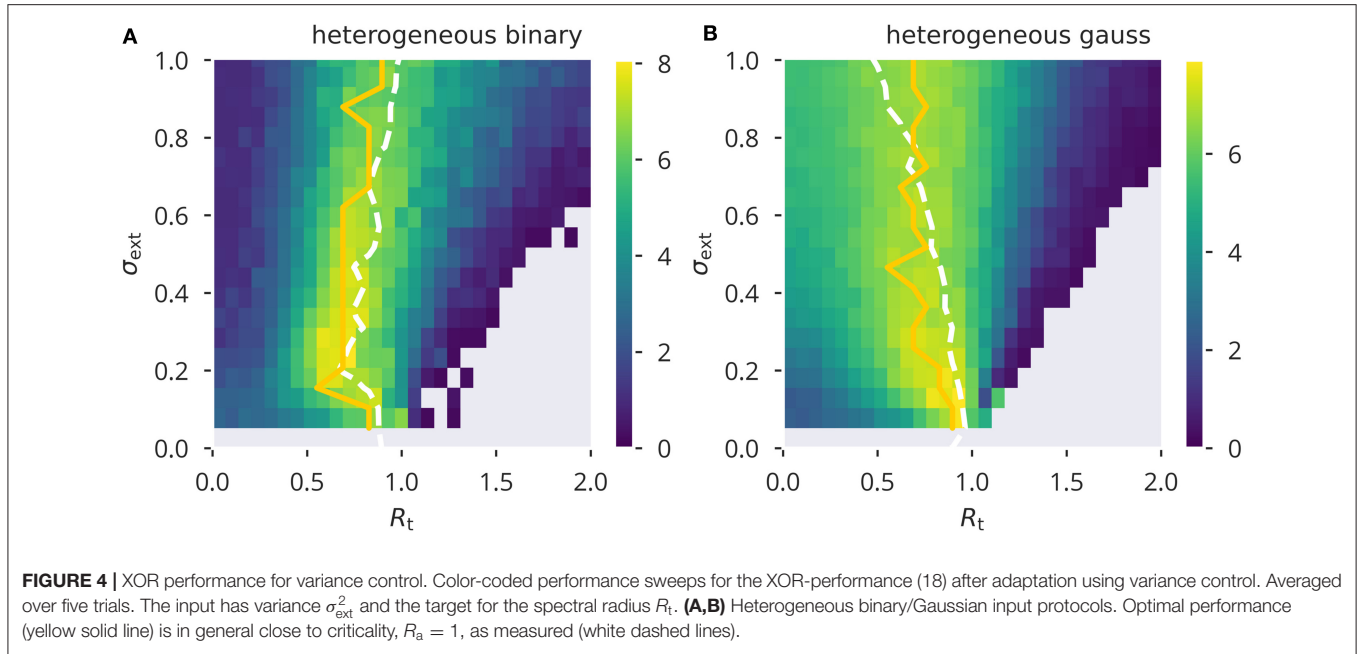 A
heterogeneous binary
B
heterogeneous gauss
1.0
0.8
0.6
0.4
0.2
0.0
σext
0.0 0.5 1.0 1.5 2.0
Rt
8
6
4
2
0
1.0
0.8
0.6
0.4
0.2
0.0
σext
0.0 0.5 1.0 1.5 2.0
Rt
6
4
2
0
FIGURE 4 | XOR performance for variance control. Color-coded performance sweeps for the XOR-performance (18) after adaptation using variance control. Averaged
over five trials. The input has variance σ²ext and the target for the spectral radius Rt. (A,B) Heterogeneous binary/Gaussian input protocols. Optimal performance
(yellow solid line) is in general close to criticality, Ra = 1, as measured (white dashed lines).